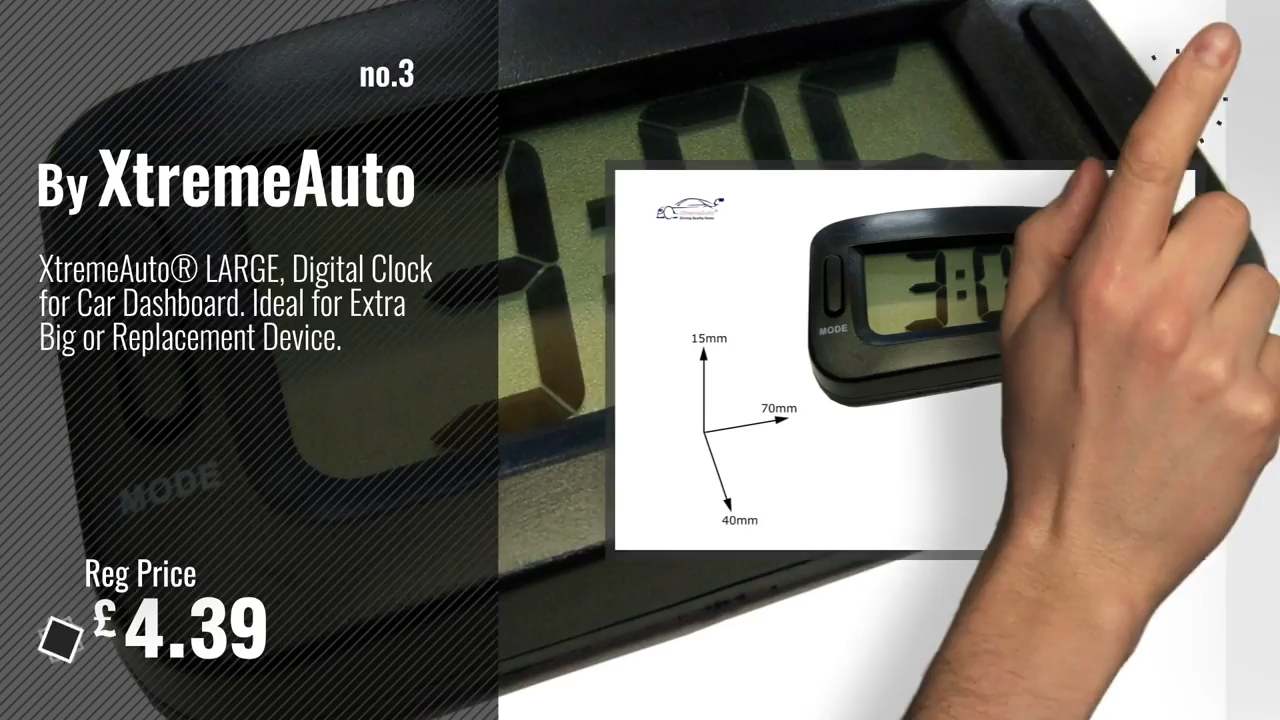 no.3
By XtremeAuto
XtremeAuto® LARGE, Digital Clock
for Car Dashboard. Ideal for Extra
Big or Replacement Device.
Reg Price
£4.39
MODE
MODE
15mm
70mm
40mm